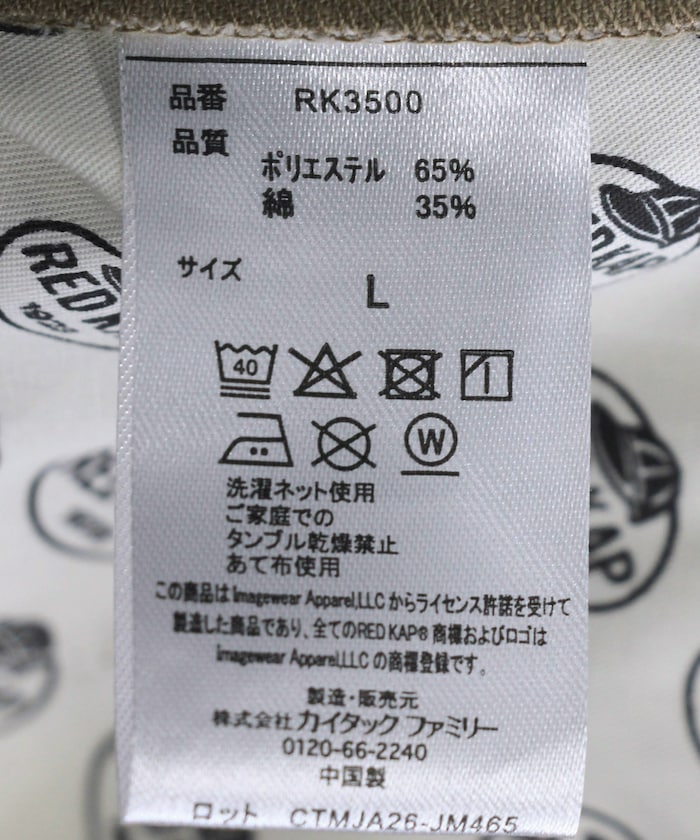 品番 RK3500
品質
ポリエステル 65%
綿 35%
サイズ
L
40
W
洗濯ネット使用
ご家庭での
タンブル乾燥禁止
あて布使用
この商品はImagewear Apparel,LLCからライセンス許諾を受けて
製造した商品であり、全てのRED KAP®商標およびロゴは
imagewear Apparel,LLCの商標登録です。
製造・販売元
株式会社カイタックファミリー
0120-66-2240
中国製
ロット CTMJA26-JM465
RED KAP
KAP